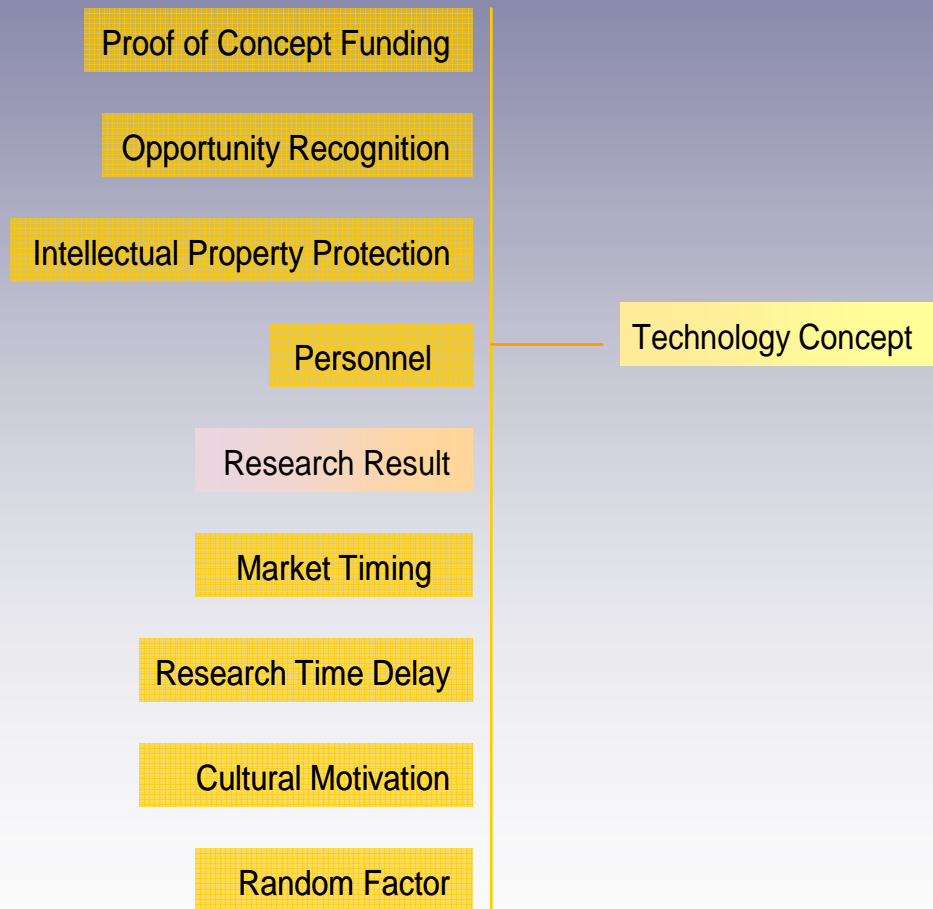 Proof of Concept Funding
Opportunity Recognition
Intellectual Property Protection
Technology Concept
Personnel
Research Result
Market Timing
Research Time Delay
Cultural Motivation
Random Factor